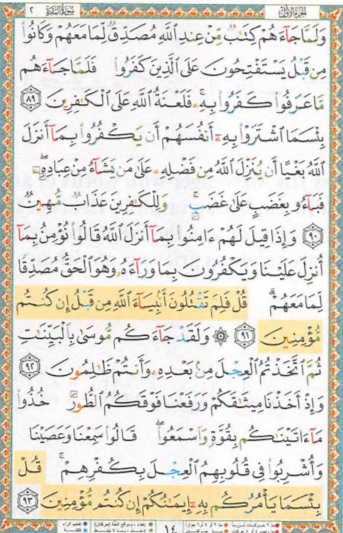 الجزء الأول سورة البقرة ٢
وَلَمَّا جَآءَهُمْ كِتَٰبٌ مِّنْ عِندِ ٱللَّهِ مُصَدِّقٌ لِّمَا مَعَهُمْ وَكَانُوا۟
مِن قَبْلُ يَسْتَفْتِحُونَ عَلَى ٱلَّذِينَ كَفَرُوا۟ فَلَمَّا جَآءَهُم
مَّا عَرَفُوا۟ كَفَرُوا۟ بِهِۦ ۚ فَلَعْنَةُ ٱللَّهِ عَلَى ٱلْكَٰفِرِينَ ٨٩
بِئْسَمَا ٱشْتَرَوْا۟ بِهِۦٓ أَنفُسَهُمْ أَن يَكْفُرُوا۟ بِمَآ أَنزَلَ
ٱللَّهُ بَغْيًا أَن يُنَزِّلَ ٱللَّهُ مِن فَضْلِهِۦ عَلَىٰ مَن يَشَآءُ مِنْ عِبَادِهِۦ ۖ
فَبَآءُو بِغَضَبٍ عَلَىٰ غَضَبٍ ۚ وَلِلْكَٰفِرِينَ عَذَابٌ مُّهِينٌ
٩٠ وَإِذَا قِيلَ لَهُمْ ءَامِنُوا۟ بِمَآ أَنزَلَ ٱللَّهُ قَالُوا۟ نُؤْمِنُ بِمَآ
أُنزِلَ عَلَيْنَا وَيَكْفُرُونَ بِمَا وَرَآءَهُۥ وَهُوَ ٱلْحَقُّ مُصَدِّقًا
لِّمَا مَعَهُمْ ۗ قُلْ فَلِمَ تَقْتُلُونَ أَنۢبِيَآءَ ٱللَّهِ مِن قَبْلُ إِن كُنتُم
مُّؤْمِنِينَ ٩١ ۞ وَلَقَدْ جَآءَكُم مُّوسَىٰ بِٱلْبَيِّنَٰتِ
ثُمَّ ٱتَّخَذْتُمُ ٱلْعِجْلَ مِنۢ بَعْدِهِۦ وَأَنتُمْ ظَٰلِمُونَ ٩٢
وَإِذْ أَخَذْنَا مِيثَٰقَكُمْ وَرَفَعْنَا فَوْقَكُمُ ٱلطُّورَ خُذُوا۟
مَآ ءَاتَيْنَٰكُم بِقُوَّةٍ وَٱسْمَعُوا۟ ۖ قَالُوا۟ سَمِعْنَا وَعَصَيْنَا
وَأُشْرِبُوا۟ فِى قُلُوبِهِمُ ٱلْعِجْلَ بِكُفْرِهِمْ ۚ قُلْ
بِئْسَمَا يَأْمُرُكُم بِهِۦٓ إِيمَٰنُكُمْ إِن كُنتُم مُّؤْمِنِينَ ٩٣
١٤